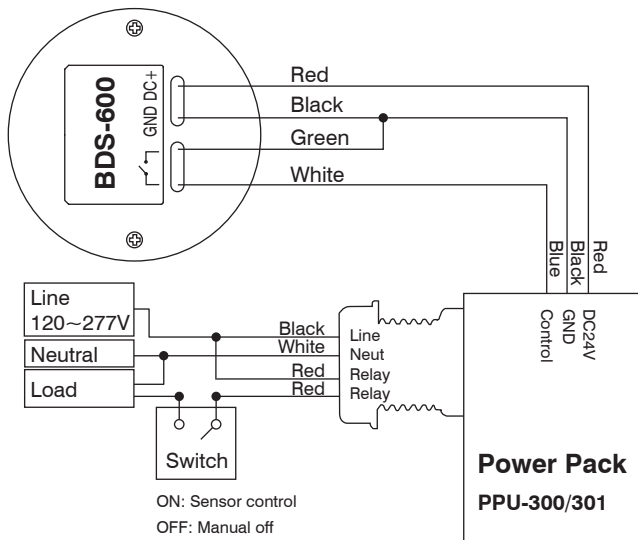 BDS-600
GND DC+
Red
Black
Green
White
Blue
Black
Red
Control
GND
DC24V
Line
120~277V
Neutral
Load
Black
White
Red
Red
Line
Neut
Relay
Relay
Switch
ON: Sensor control
OFF: Manual off
Power Pack
PPU-300/301